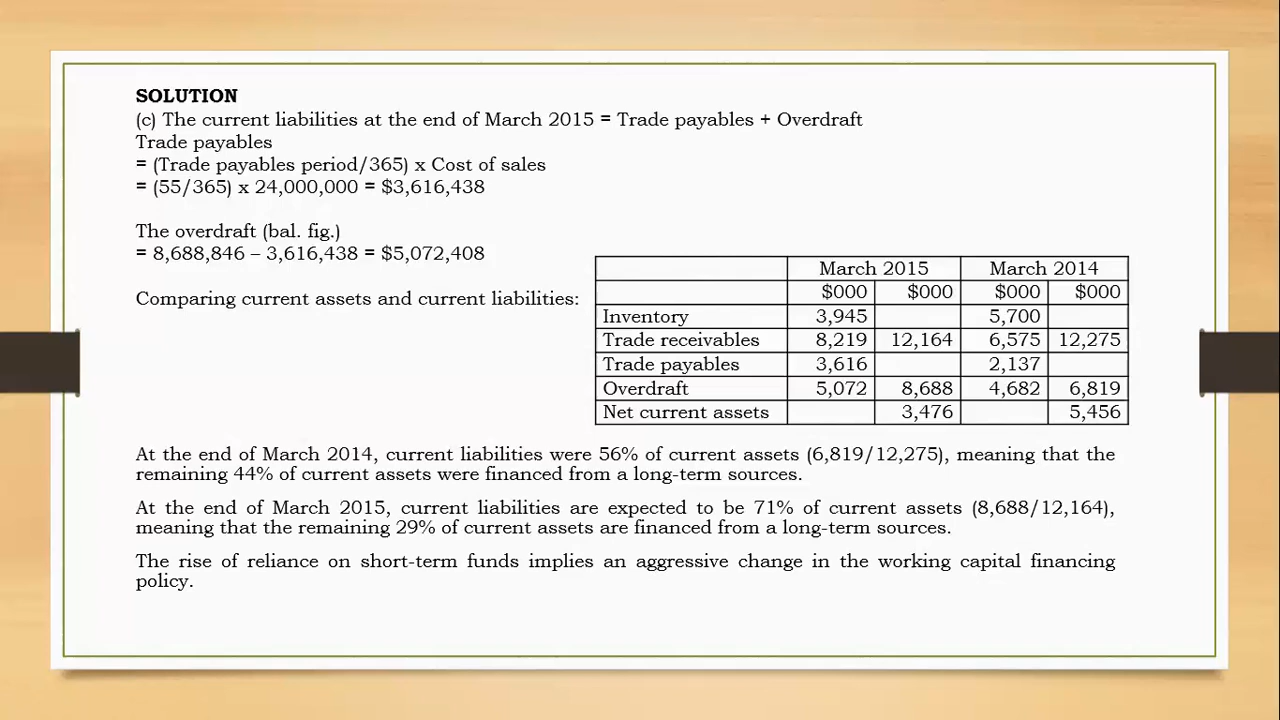 SOLUTION
(c) The current liabilities at the end of March 2015 = Trade payables + Overdraft
Trade payables
= (Trade payables period/365) x Cost of sales
= (55/365) x 24,000,000 = $3,616,438
The overdraft (bal. fig.)
= 8,688,846 – 3,616,438 = $5,072,408
Comparing current assets and current liabilities:
March 2015 March 2014
$000 $000 $000 $000
Inventory 3,945 5,700
Trade receivables 8,219 12,164 6,575 12,275
Trade payables 3,616 2,137
Overdraft 5,072 8,688 4,682 6,819
Net current assets 3,476 5,456
At the end of March 2014, current liabilities were 56% of current assets (6,819/12,275), meaning that the
remaining 44% of current assets were financed from a long-term sources.
At the end of March 2015, current liabilities are expected to be 71% of current assets (8,688/12,164),
meaning that the remaining 29% of current assets are financed from a long-term sources.
The rise of reliance on short-term funds implies an aggressive change in the working capital financing
policy.